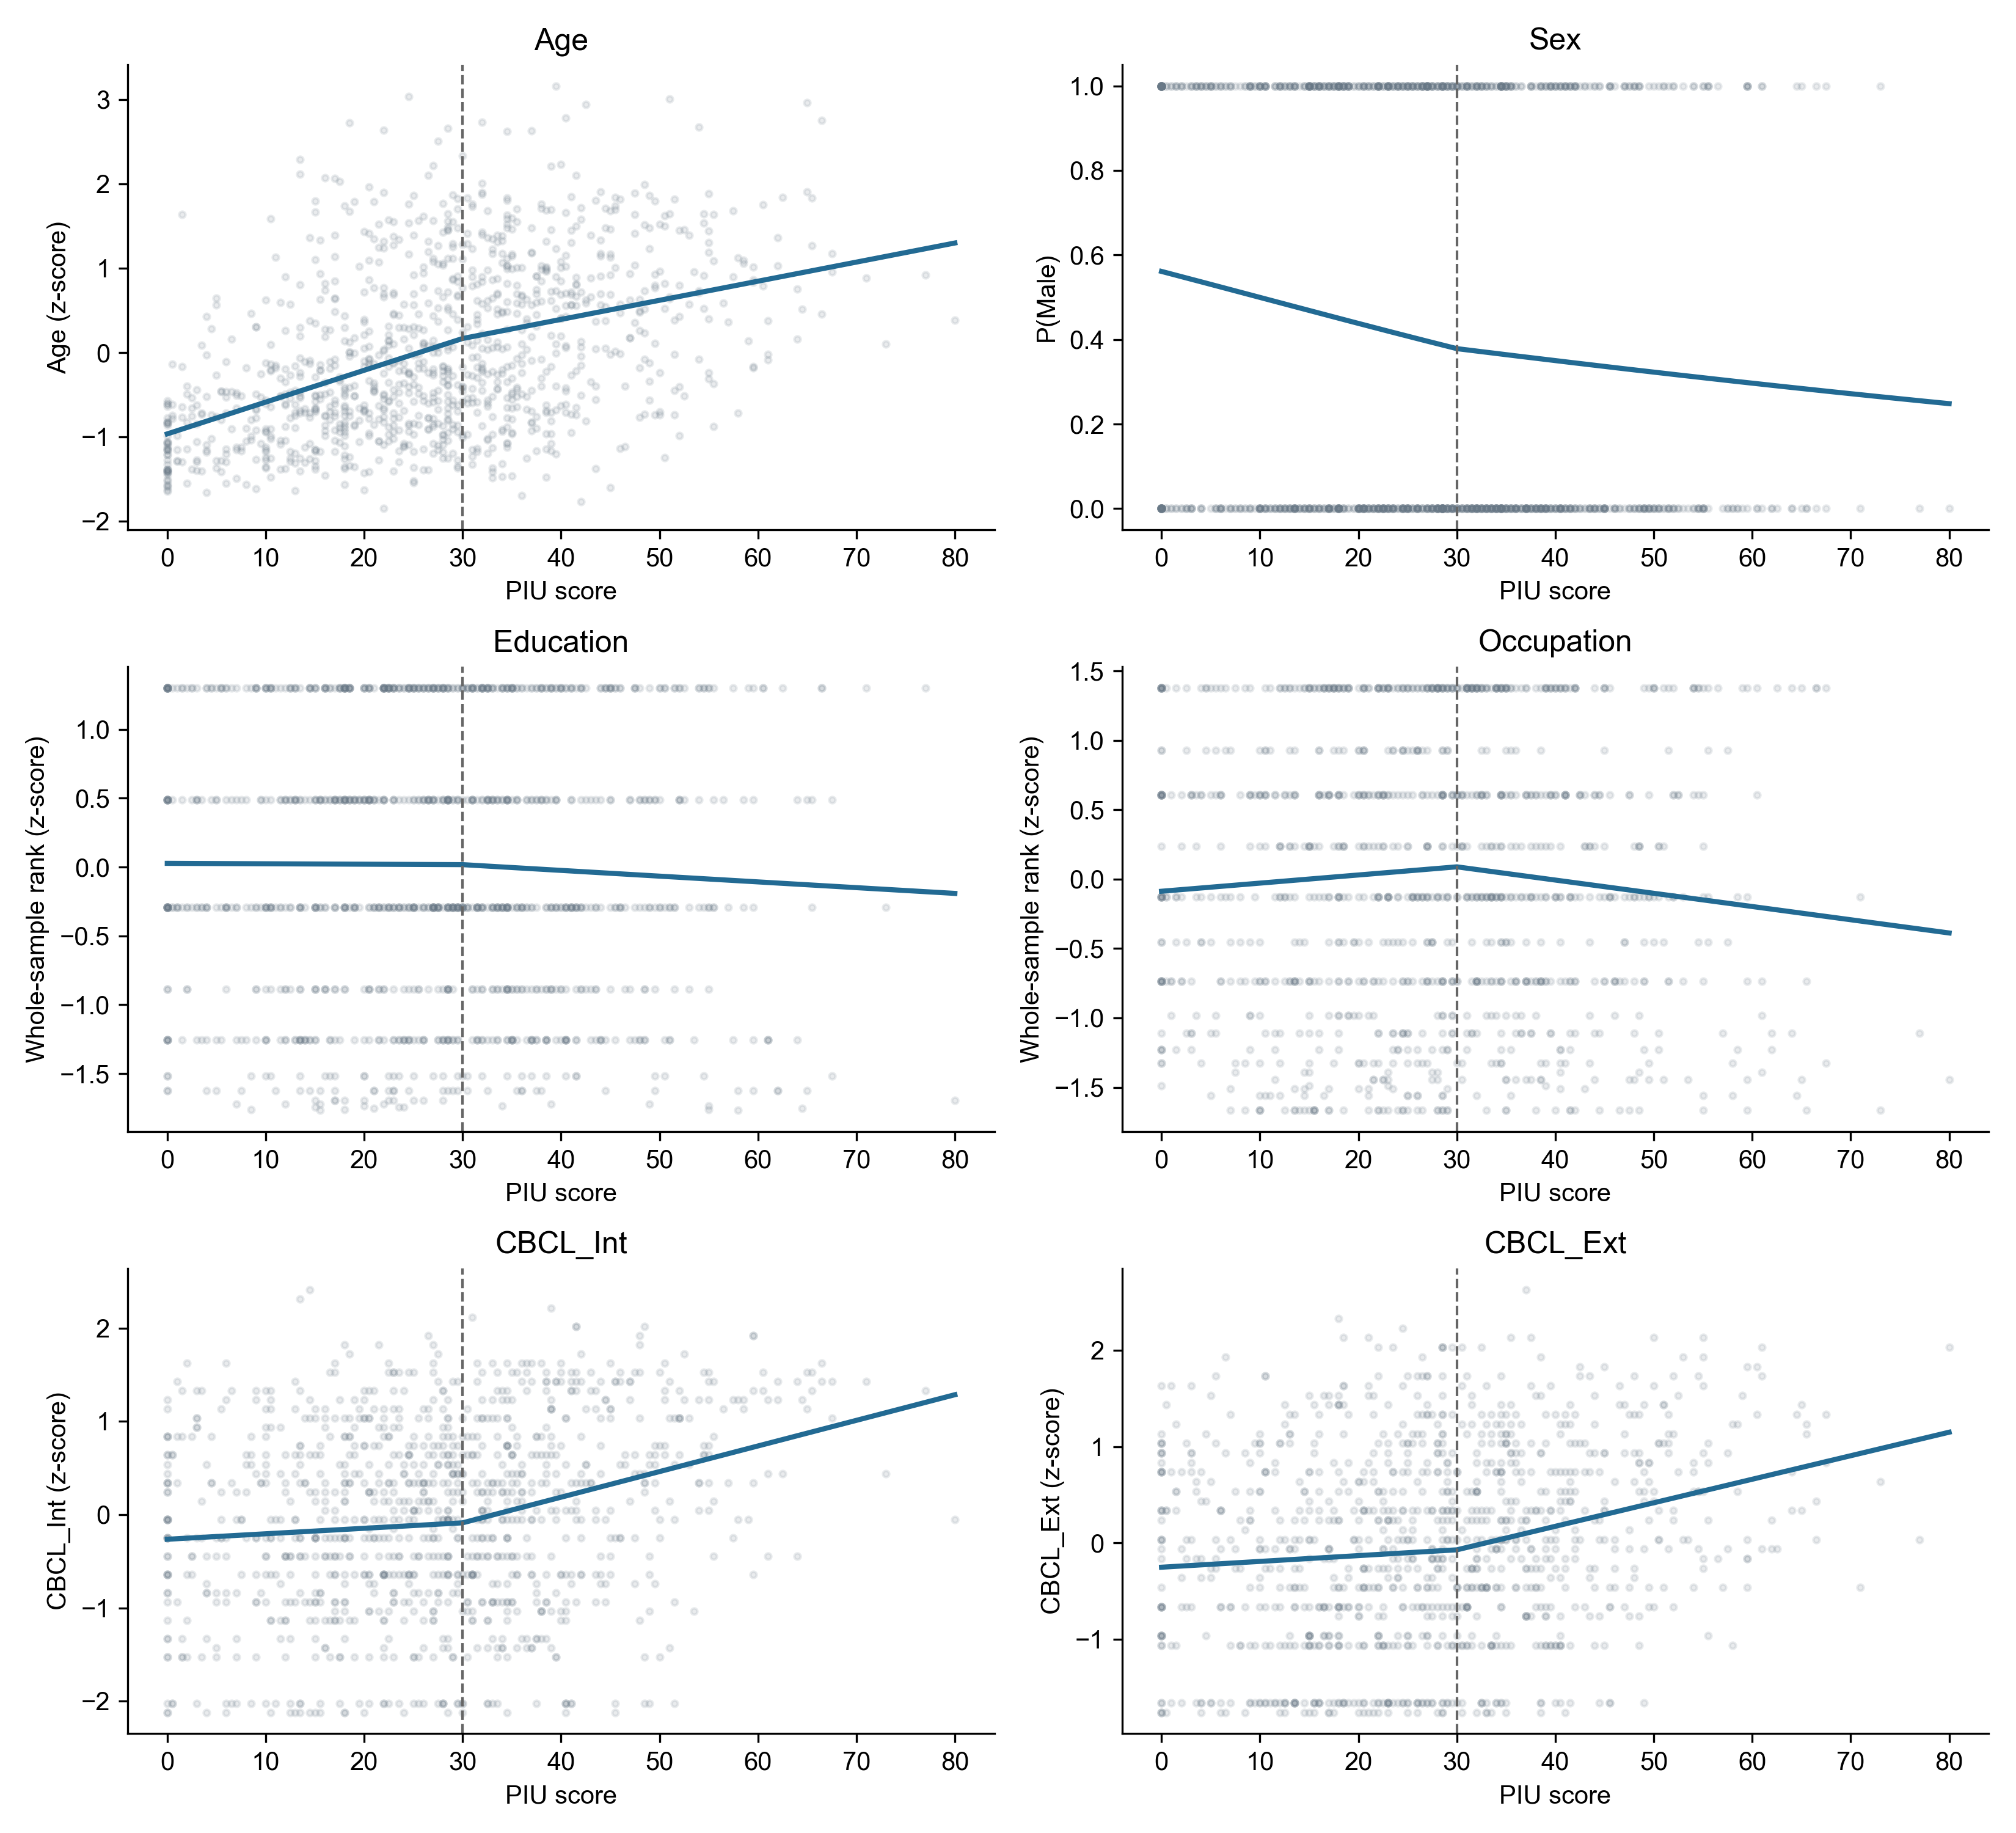 Age
3
2
1
0
−1
−2
Age (z-score)
0 10 20 30 40 50 60 70 80
PIU score
Sex
1.0
0.8
0.6
0.4
0.2
0.0
P(Male)
0 10 20 30 40 50 60 70 80
PIU score
Education
1.0
0.5
0.0
−0.5
−1.0
−1.5
Whole-sample rank (z-score)
0 10 20 30 40 50 60 70 80
PIU score
Occupation
1.5
1.0
0.5
0.0
−0.5
−1.0
−1.5
Whole-sample rank (z-score)
0 10 20 30 40 50 60 70 80
PIU score
CBCL_Int
2
1
0
−1
−2
CBCL_Int (z-score)
0 10 20 30 40 50 60 70 80
PIU score
CBCL_Ext
2
1
0
−1
CBCL_Ext (z-score)
0 10 20 30 40 50 60 70 80
PIU score